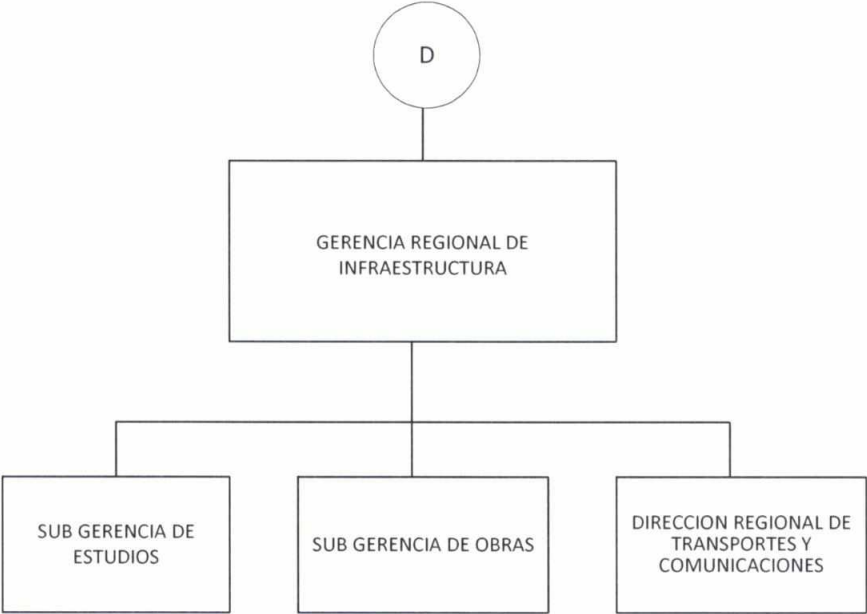 D
GERENCIA REGIONAL DE
INFRAESTRUCTURA
SUB GERENCIA DE
ESTUDIOS
SUB GERENCIA DE OBRAS
DIRECCION REGIONAL DE
TRANSPORTES Y
COMUNICACIONES